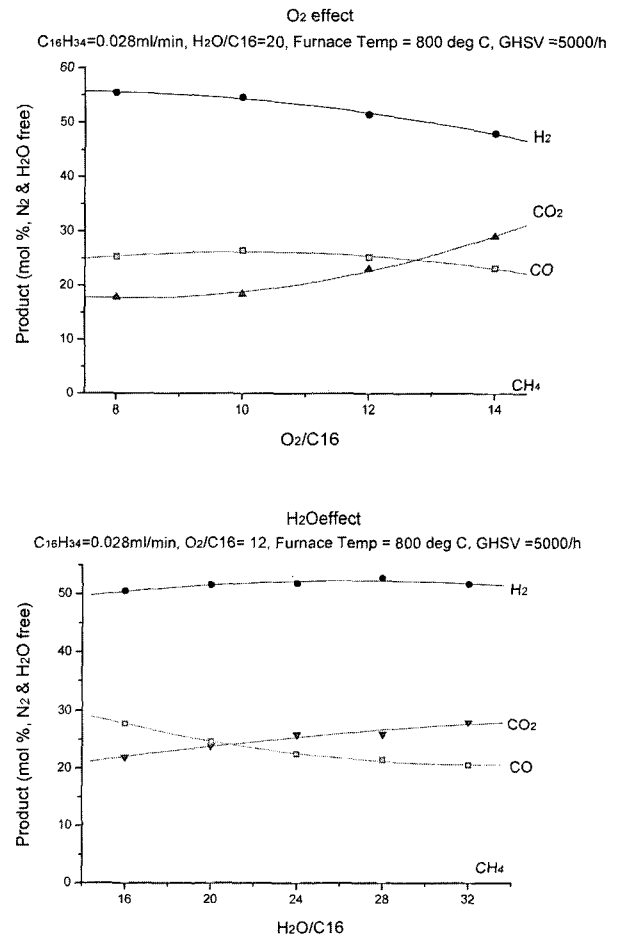 O₂ effect
C₁₆H₃₄=0.028ml/min, H₂O/C16=20, Furnace Temp = 800 deg C, GHSV =5000/h
60
50
40
30
20
10
0
Product (mol %, N₂ & H₂O free)
H₂
CO₂
CO
CH₄
8 10 12 14
O₂/C16
H₂Oeffect
C₁₆H₃₄=0.028ml/min, O₂/C16= 12, Furnace Temp = 800 deg C, GHSV =5000/h
50
40
30
20
10
0
Product (mol %, N₂ & H₂O free)
H₂
CO₂
CO
CH₄
16 20 24 28 32
H₂O/C16